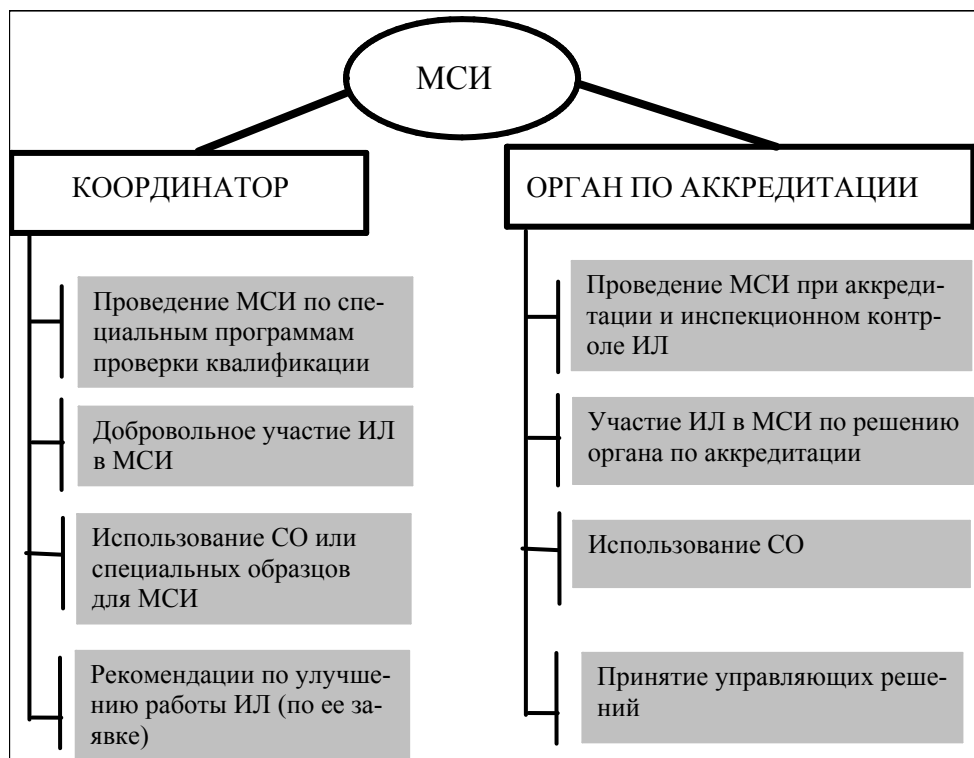 МСИ
КООРДИНАТОР
Проведение МСИ по спе-
циальным программам
проверки квалификации
Добровольное участие ИЛ
в МСИ
Использование СО или
специальных образцов
для МСИ
Рекомендации по улучше-
нию работы ИЛ (по ее за-
явке)
ОРГАН ПО АККРЕДИТАЦИИ
Проведение МСИ при аккреди-
тации и инспекционном контр-
оле ИЛ
Участие ИЛ в МСИ по решению
органа по аккредитации
Использование СО
Принятие управляющих реше-
ний